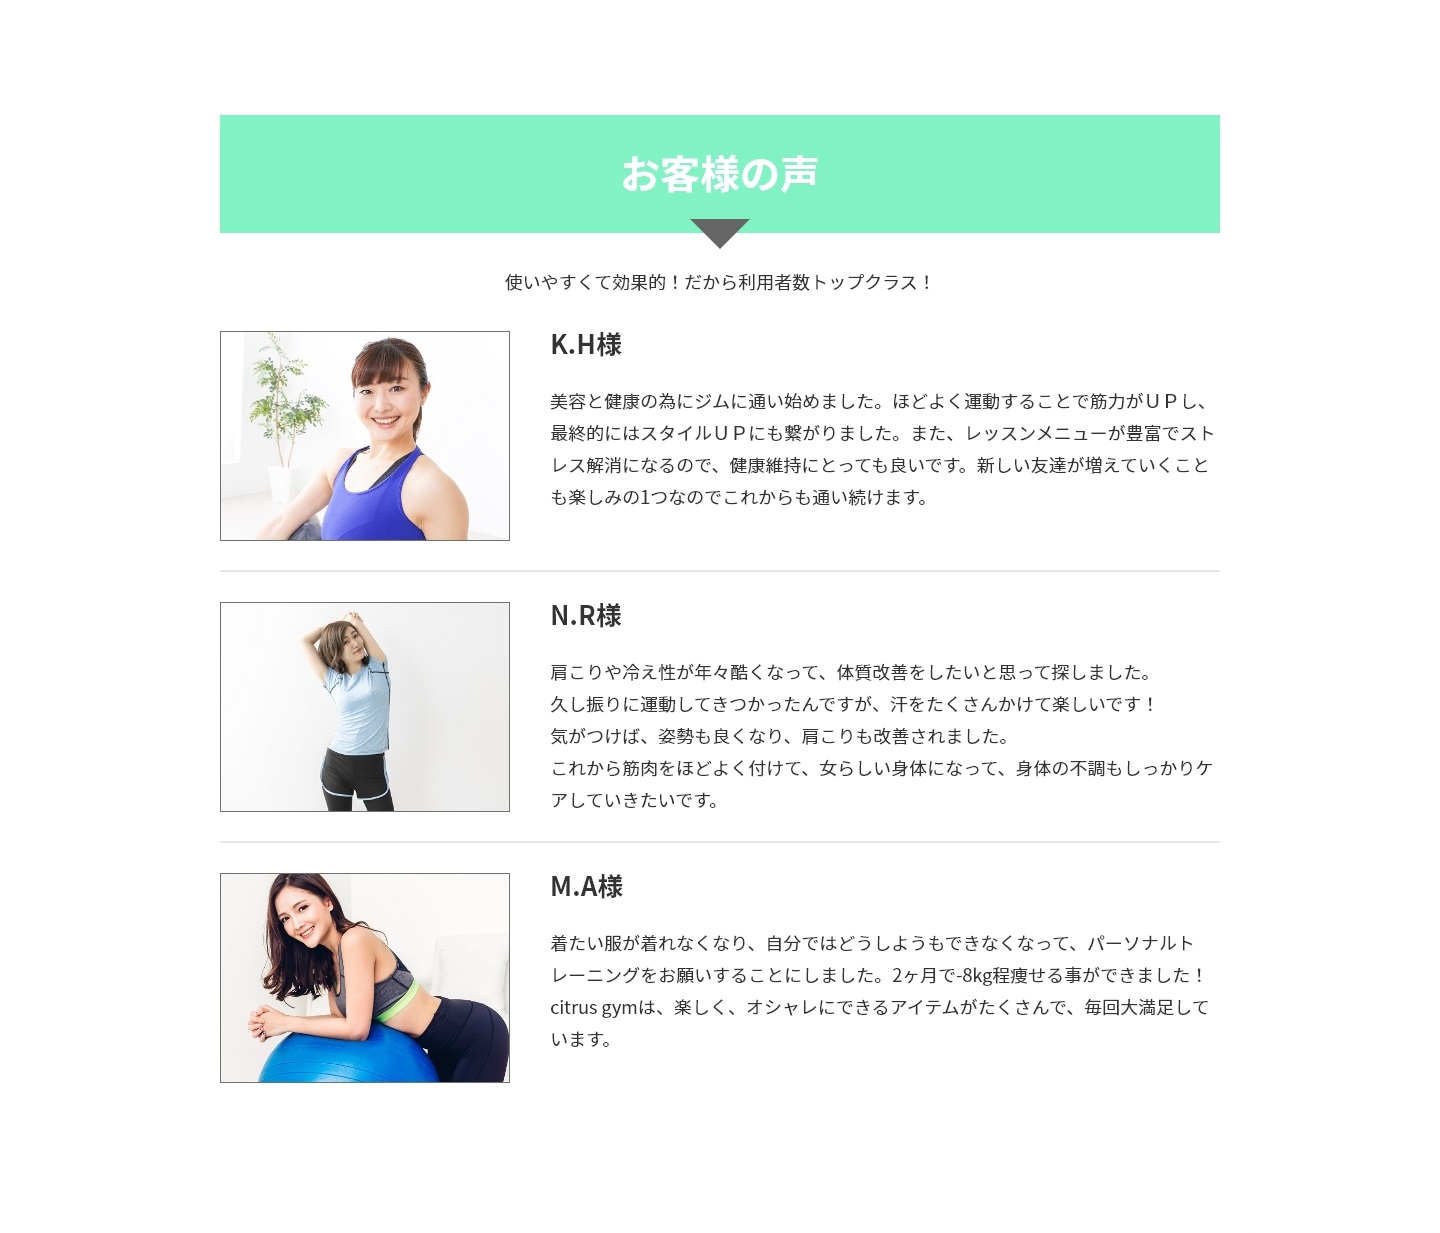 お客様の声
使いやすくて効果的！だから利用者数トップクラス！
K.H様
美容と健康の為にジムに通い始めました。ほどよく運動することで筋力がＵＰし、
最終的にはスタイルＵＰにも繋がりました。また、レッスンメニューが豊富でスト
レス解消になるので、健康維持にとっても良いです。新しい友達が増えていくこと
も楽しみの1つなのでこれからも通い続けます。
N.R様
肩こりや冷え性が年々酷くなって、体質改善をしたいと思って探しました。
久し振りに運動してきつかったんですが、汗をたくさんかけて楽しいです！
気がつけば、姿勢も良くなり、肩こりも改善されました。
これから筋肉をほどよく付けて、女らしい身体になって、身体の不調もしっかりケ
アしていきたいです。
M.A様
着たい服が着れなくなり、自分ではどうしようもできなくなって、パーソナルト
レーニングをお願いすることにしました。2ヶ月で-8kg程痩せる事ができました！
citrus gymは、楽しく、オシャレにできるアイテムがたくさんで、毎回大満足して
います。